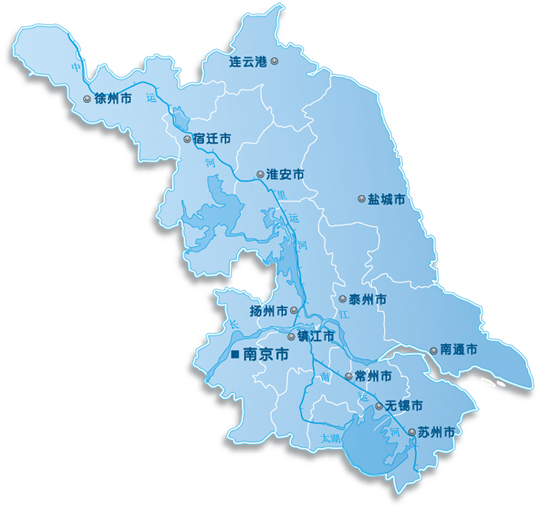 连云港
中
徐州市
运
宿迁市
河
淮安市
里
盐城市
运
河
泰州市
扬州市
江
长
镇江市
南京市
南通市
常州市
运
无锡市
苏州市
河
太湖